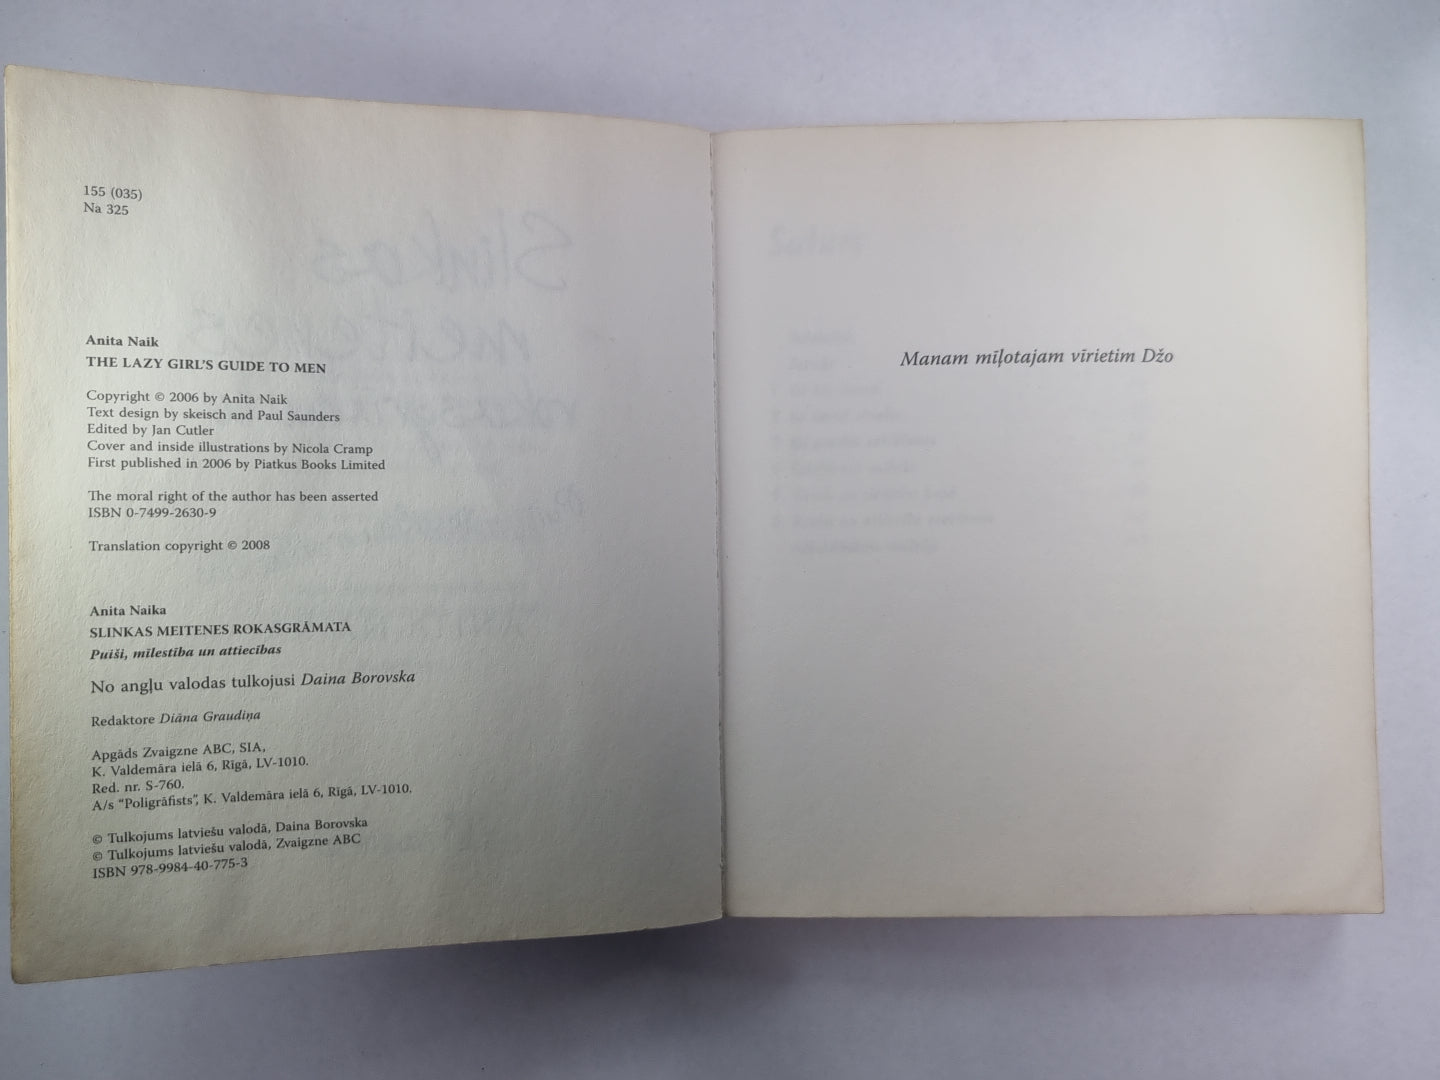 155 (035)
Na 325
Anita Naik
THE LAZY GIRL'S GUIDE TO MEN
Copyright © 2006 by Anita Naik
Text design by skeisch and Paul Saunders
Edited by Jan Cutler
Cover and inside illustrations by Nicola Cramp
First published in 2006 by Piatkus Books Limited
The moral right of the author has been asserted
ISBN 0-7499-2630-9
Translation copyright © 2008
Anita Naika
SLINKAS MEITENES ROKASGRĀMATA
Puiši, mīlestība un attiecības
No angļu valodas tulkojusi Daina Borovska
Redaktore Diāna Graudiņa
Apgāds Zvaigzne ABC, SIA,
K. Valdemāra ielā 6, Rīgā, LV-1010.
Red. nr. S-760.
A/s "Poligrāfists", K. Valdemāra ielā 6, Rīgā, LV-1010.
© Tulkojums latviešu valodā, Daina Borovska
© Tulkojums latviešu valodā, Zvaigzne ABC
ISBN 978-9984-40-775-3
Manam mīļotajam vīrietim Džo